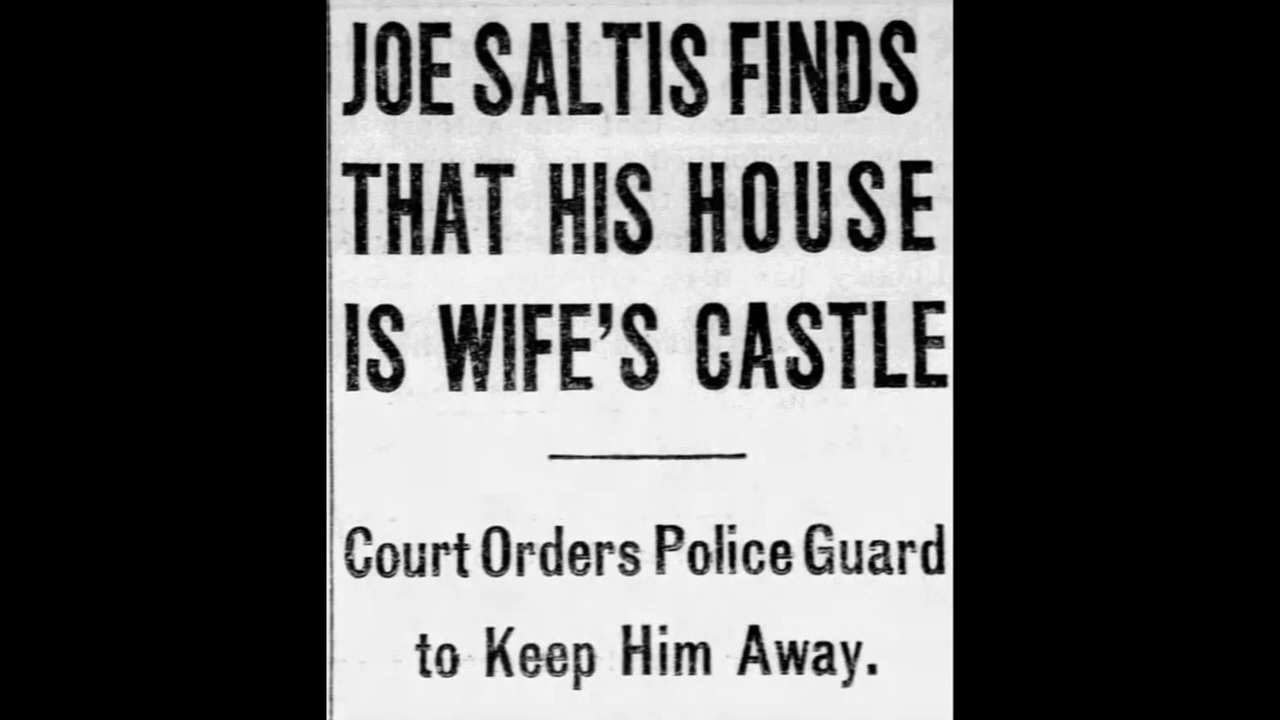 JOE SALTIS FINDS
THAT HIS HOUSE
IS WIFE'S CASTLE
Court Orders Police Guard
to Keep Him Away.